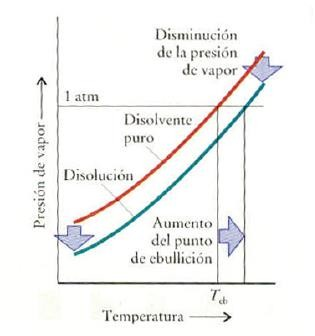 Disminución
de la presión
de vapor
1 atm
Disolvente
puro
Disolución
Aumento
del punto
de ebullición
Presión de vapor
T_eb
Temperatura